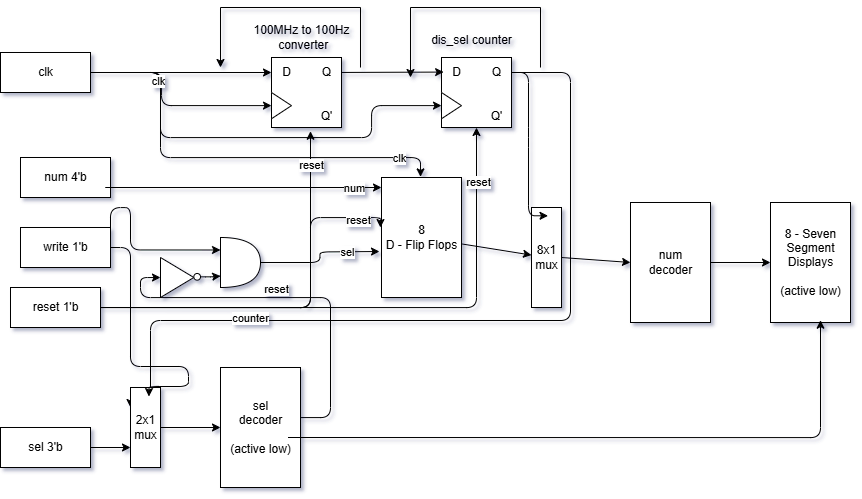 100MHz to 100Hz
converter
dis_sel counter
clk
D
Q
Q'
D
Q
Q'
clk
reset
clk
num 4'b
num
reset
8
D - Flip Flops
reset
write 1'b
sel
8x1
mux
num
decoder
8 - Seven
Segment
Displays
(active low)
reset
reset 1'b
counter
2x1
mux
sel
decoder
(active low)
sel 3'b